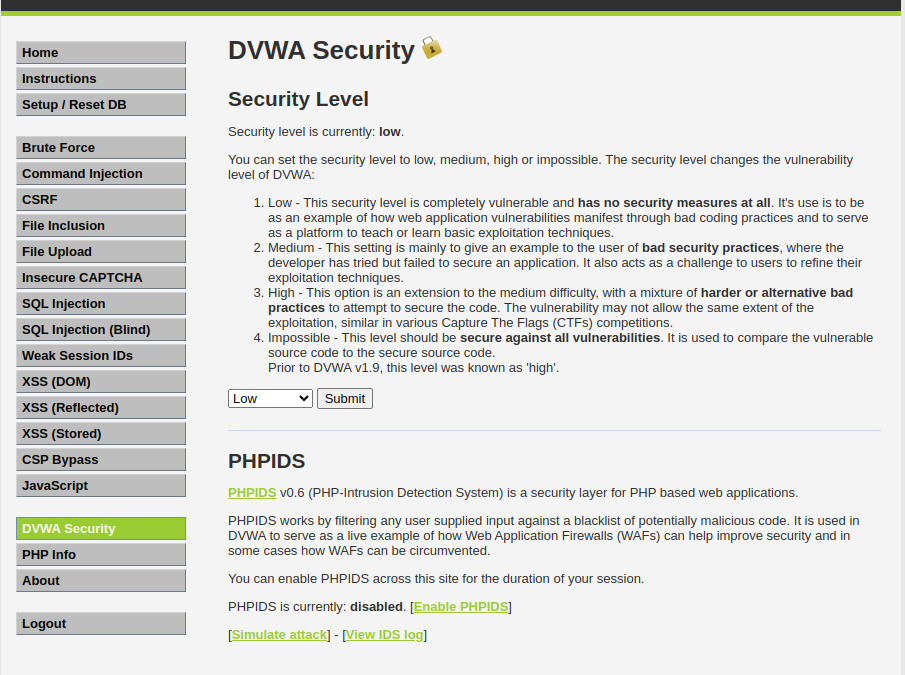 Home
Instructions
Setup / Reset DB
Brute Force
Command Injection
CSRF
File Inclusion
File Upload
Insecure CAPTCHA
SQL Injection
SQL Injection (Blind)
Weak Session IDs
XSS (DOM)
XSS (Reflected)
XSS (Stored)
CSP Bypass
JavaScript
DVWA Security
PHP Info
About
Logout
DVWA Security
Security Level
Security level is currently: low.
You can set the security level to low, medium, high or impossible. The security level changes the vulnerability
level of DVWA:
1. Low - This security level is completely vulnerable and has no security measures at all. It's use is to be
as an example of how web application vulnerabilities manifest through bad coding practices and to serve
as a platform to teach or learn basic exploitation techniques.
2. Medium - This setting is mainly to give an example to the user of bad security practices, where the
developer has tried but failed to secure an application. It also acts as a challenge to users to refine their
exploitation techniques.
3. High - This option is an extension to the medium difficulty, with a mixture of harder or alternative bad
practices to attempt to secure the code. The vulnerability may not allow the same extent of the
exploitation, similar in various Capture The Flags (CTFs) competitions.
4. Impossible - This level should be secure against all vulnerabilities. It is used to compare the vulnerable
source code to the secure source code.
Prior to DVWA v1.9, this level was known as 'high'.
Low Submit
PHPIDS
PHPIDS v0.6 (PHP-Intrusion Detection System) is a security layer for PHP based web applications.
PHPIDS works by filtering any user supplied input against a blacklist of potentially malicious code. It is used in
DVWA to serve as a live example of how Web Application Firewalls (WAFs) can help improve security and in
some cases how WAFs can be circumvented.
You can enable PHPIDS across this site for the duration of your session.
PHPIDS is currently: disabled. [Enable PHPIDS]
[Simulate attack] - [View IDS log]